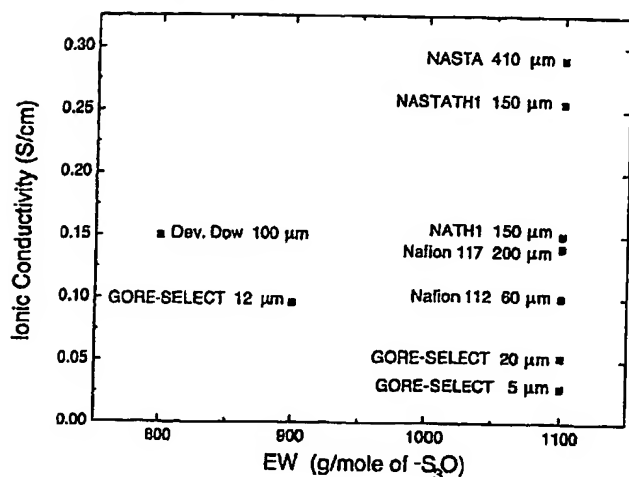 0.30
NASTA 410 µm
0.25
NASTATH1 150 µm
Ionic Conductivity (S/cm)
0.20
0.15
Dev. Dow 100 µm
NATH1 150 µm
Nafion 117 200 µm
0.10
GORE-SELECT 12 µm
Nafion 112 60 µm
0.05
GORE-SELECT 20 µm
GORE-SELECT 5 µm
0.00
800 900 1000 1100
EW (g/mole of -S₃O)